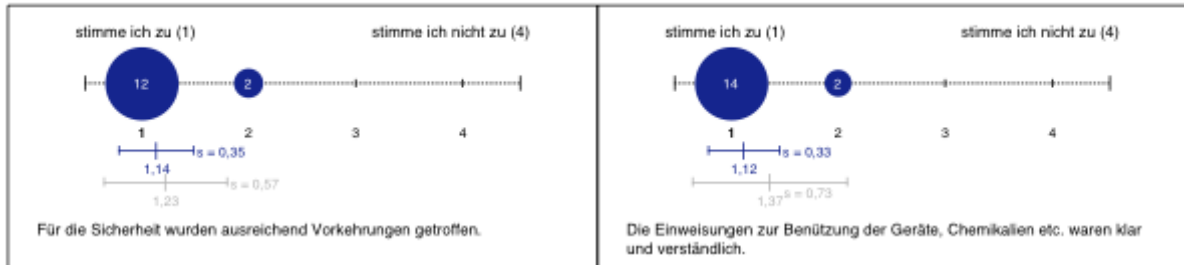 stimme ich zu (1) stimme ich nicht zu (4)
12 2
1 2 3 4
s = 0,35
1,14
s = 0,57
1,23
Für die Sicherheit wurden ausreichend Vorkehrungen getroffen.
stimme ich zu (1) stimme ich nicht zu (4)
14 2
1 2 3 4
s = 0,33
1,12
s = 0,73
1,37
Die Einweisungen zur Benützung der Geräte, Chemikalien etc. waren klar
und verständlich.